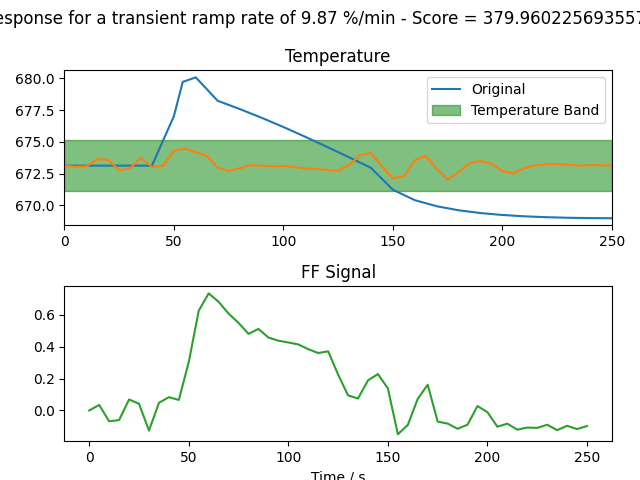 esponse for a transient ramp rate of 9.87 %/min - Score = 379.960225693557
Temperature
680.0
677.5
675.0
672.5
670.0
Original
Temperature Band
0 50 100 150 200 250
FF Signal
0.6
0.4
0.2
0.0
0 50 100 150 200 250
Time / s